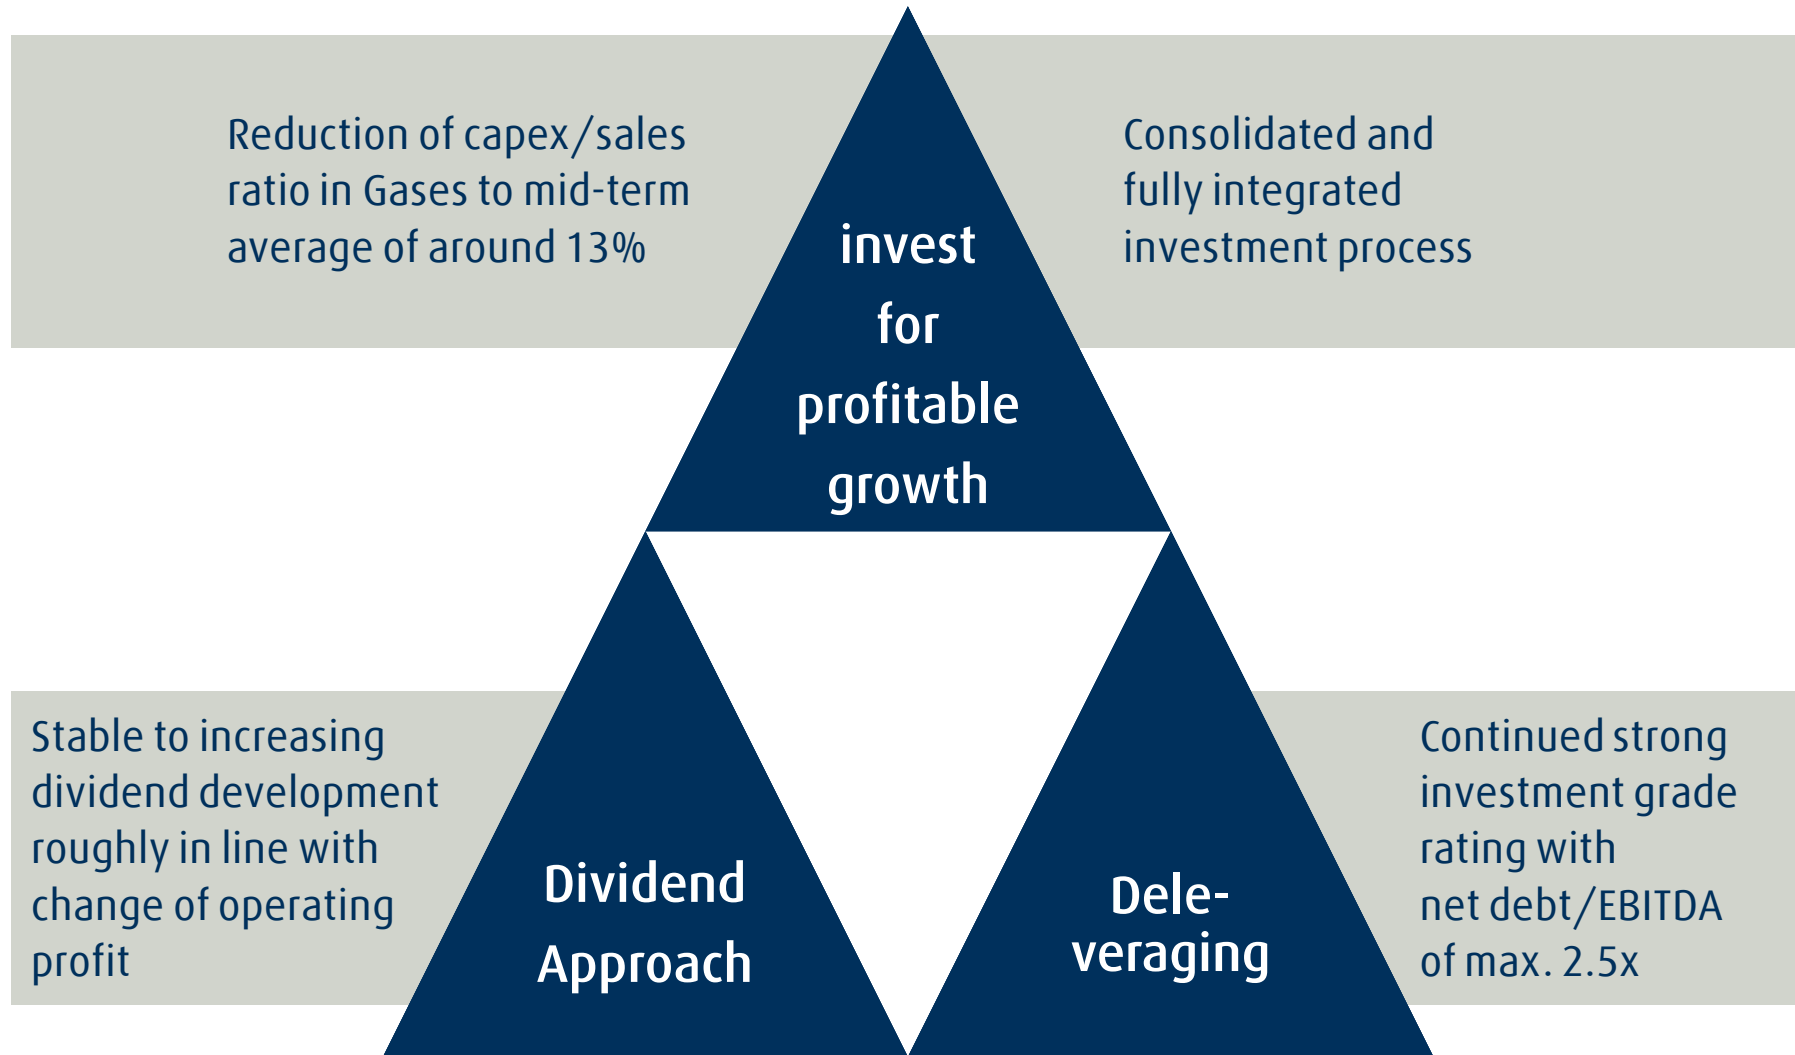 Reduction of capex/sales
ratio in Gases to mid-term
average of around 13%
invest
for
profitable
growth
Consolidated and
fully integrated
investment process
Stable to increasing
dividend development
roughly in line with
change of operating
profit
Dividend
Approach
Dele-
veraging
Continued strong
investment grade
rating with
net debt/EBITDA
of max. 2.5x